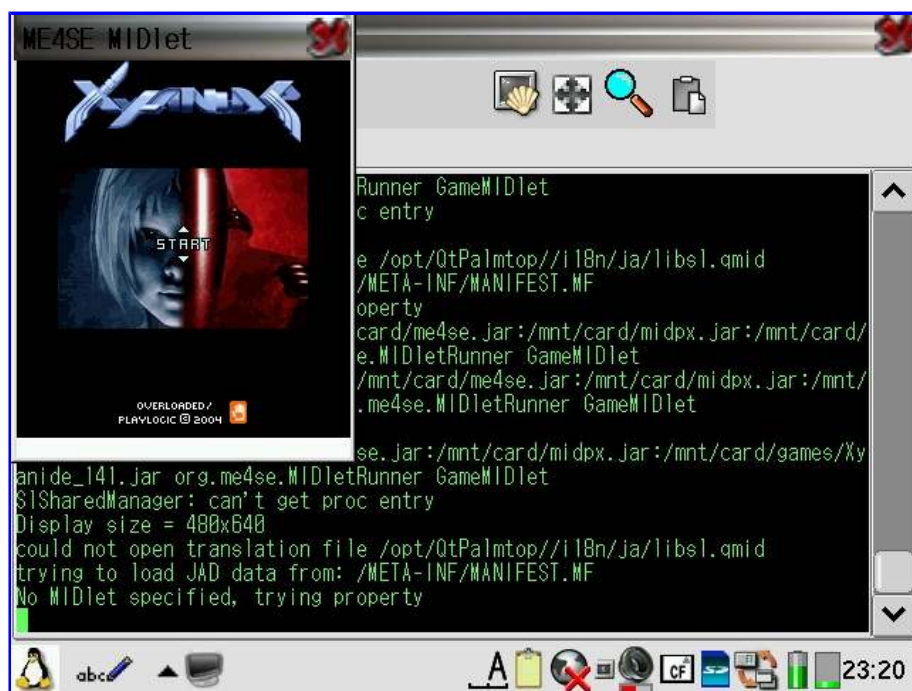 ME4SE MIDlet
XYANIDE
START
OVERLOADED/
PLAYLOGIC © 2004
Runner GameMIDlet
c entry
e /opt/QtPalmtop//i18n/ja/libsl.qmid
/META-INF/MANIFEST.MF
operty
card/me4se.jar:/mnt/card/midpx.jar:/mnt/card/
e.MIDletRunner GameMIDlet
/mnt/card/me4se.jar:/mnt/card/midpx.jar:/mnt/
.me4se.MIDletRunner GameMIDlet
se.jar:/mnt/card/midpx.jar:/mnt/card/games/Xy
anide_141.jar org.me4se.MIDletRunner GameMIDlet
SlSharedManager: can't get proc entry
Display size = 480x640
could not open translation file /opt/QtPalmtop//i18n/ja/libsl.qmid
trying to load JAD data from: /META-INF/MANIFEST.MF
No MIDlet specified, trying property
abc
A
CF
SD
23:20